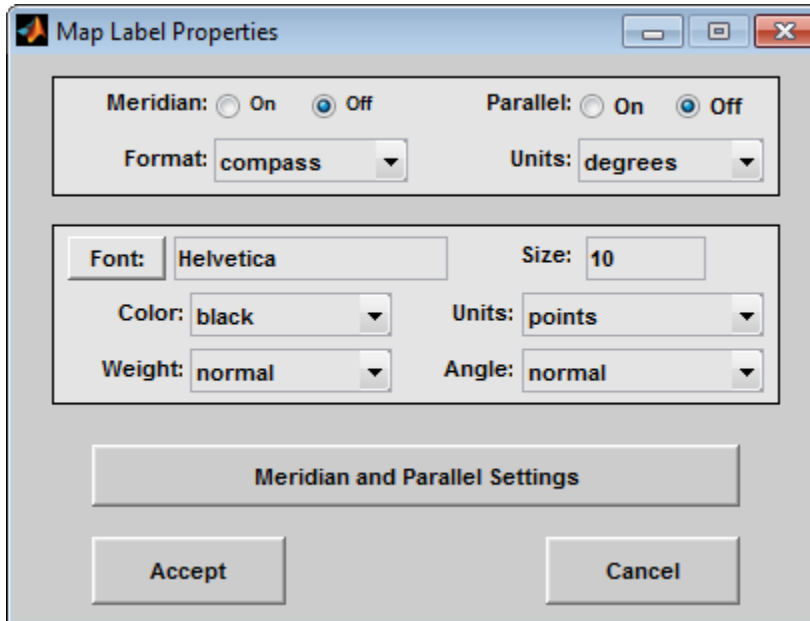 Map Label Properties
Meridian: On Off Parallel: On Off
Format: compass Units: degrees
Font: Helvetica Size: 10
Color: black Units: points
Weight: normal Angle: normal
Meridian and Parallel Settings
Accept Cancel